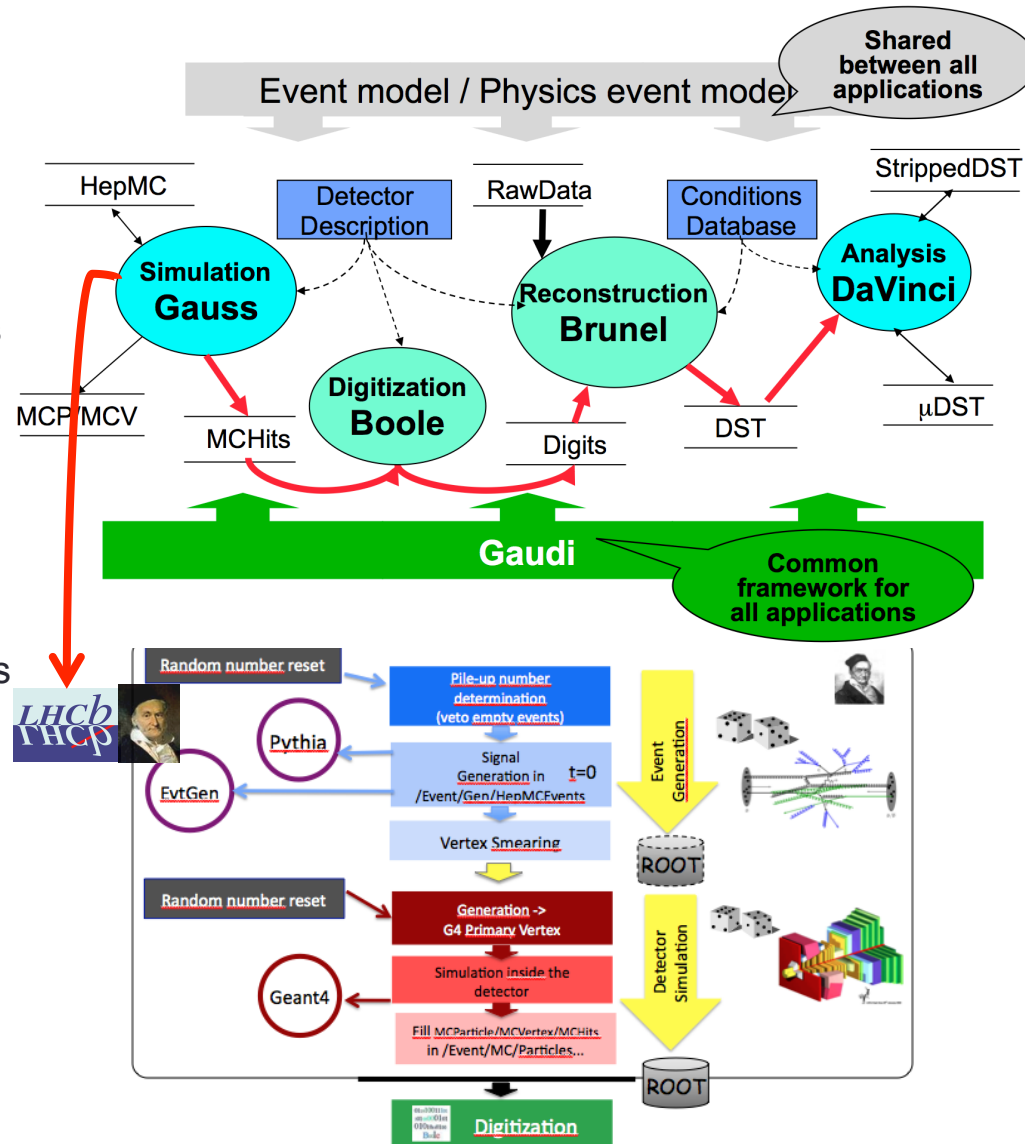 Shared
between all
applications
Event model / Physics event model
HepMC
Detector
Description
RawData
Conditions
Database
StrippedDST
Simulation
Gauss
Reconstruction
Brunel
Analysis
DaVinci
Digitization
Boole
MCP/MCV
MCHits
Digits
DST
µDST
Gaudi
Common
framework for
all applications
s
LHCb
Random number reset
Pile-up number
determination
(veto empty events)
Pythia
EvtGen
Signal
Generation in
t=0
/Event/Gen/HepMCEvents
Vertex Smearing
Event
Generation
ROOT
Random number reset
Generation ->
G4 Primary Vertex
Geant4
Simulation inside the
detector
Fill MCParticle/MCVertex/MCHits
in /Event/MC/Particles...
Detector
Simulation
ROOT
Digitization